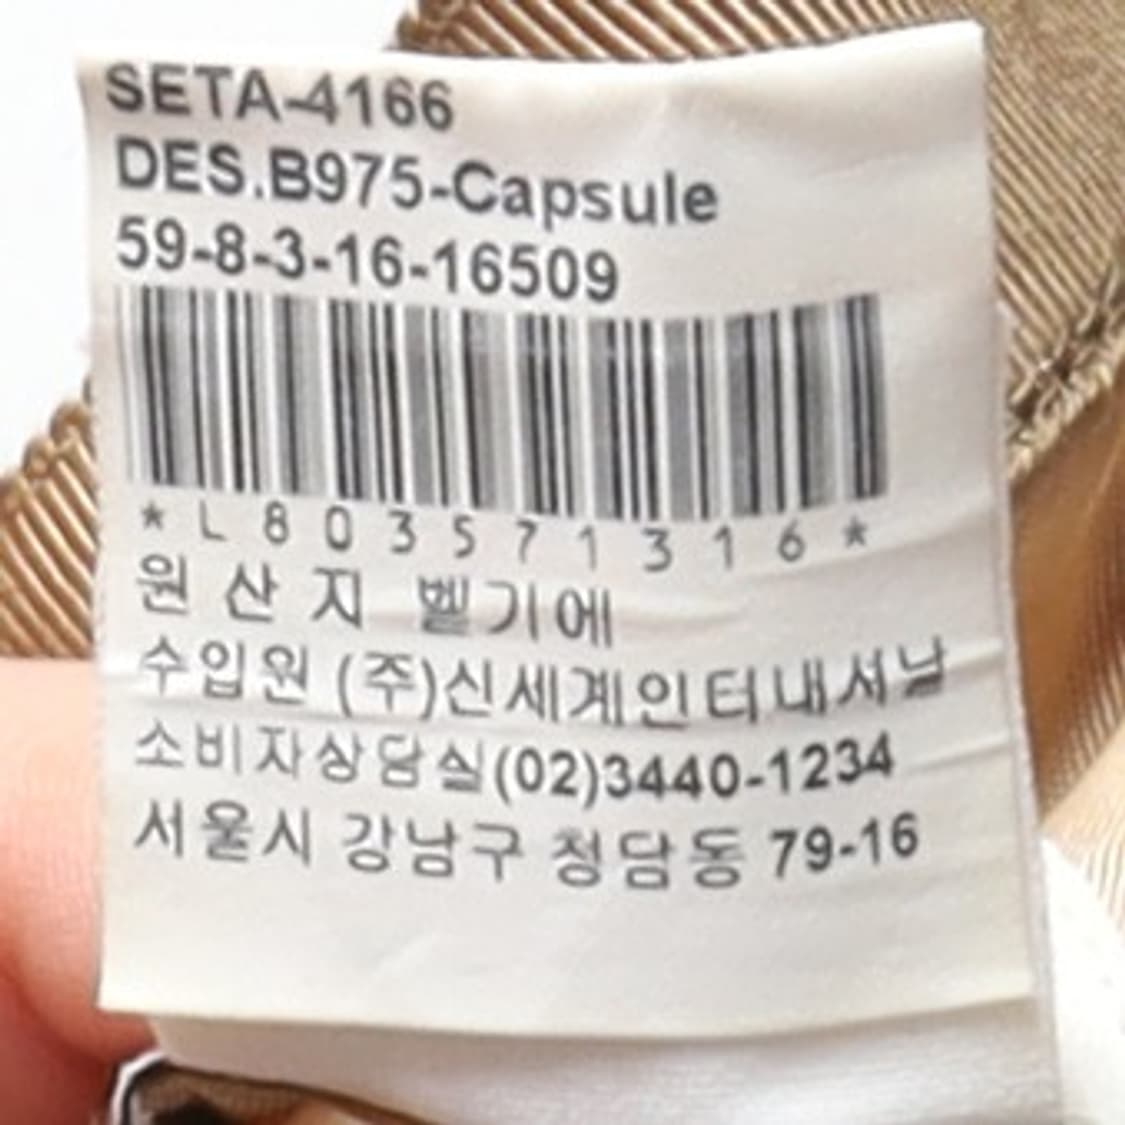 SETA-4166
DES.B975-Capsule
59-8-3-16-16509
*L803571316*
원산지 벨기에
수입원 (주)신세계인터내셔날
소비자상담실(02)3440-1234
서울시 강남구 청담동 79-16